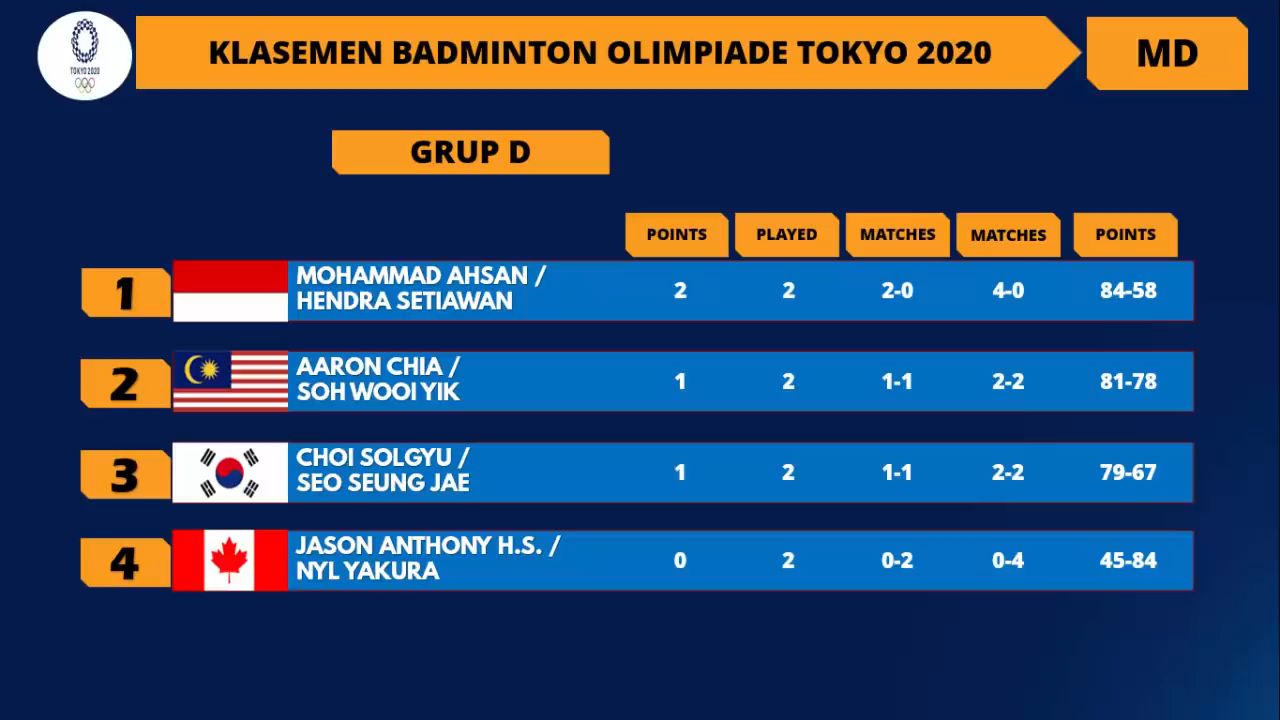 TOKYO 2020
KLASEMEN BADMINTON OLIMPIADE TOKYO 2020
MD
GRUP D
POINTS PLAYED MATCHES MATCHES POINTS
1 MOHAMMAD AHSAN /
HENDRA SETIAWAN 2 2 2-0 4-0 84-58
2 AARON CHIA /
SOH WOOI YIK 1 2 1-1 2-2 81-78
3 CHOI SOLGYU /
SEO SEUNG JAE 1 2 1-1 2-2 79-67
4 JASON ANTHONY H.S. /
NYL YAKURA 0 2 0-2 0-4 45-84